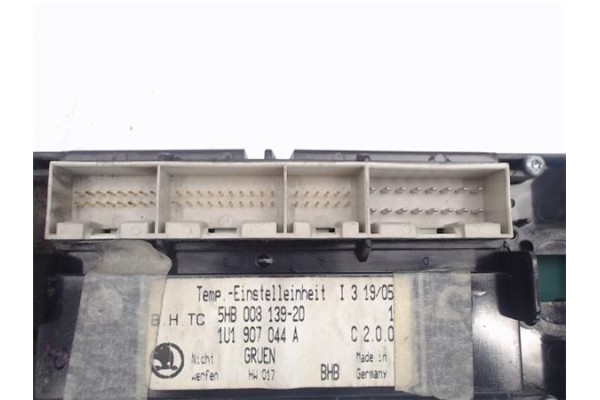 Temp.-Einstelleinheit I 3 19/05
B.H.TC 5HB 008 139-20 1
1U1 907 044 A C 2.0.0
Nicht GRUEN Made in
werfen HW 017 BHB Germany